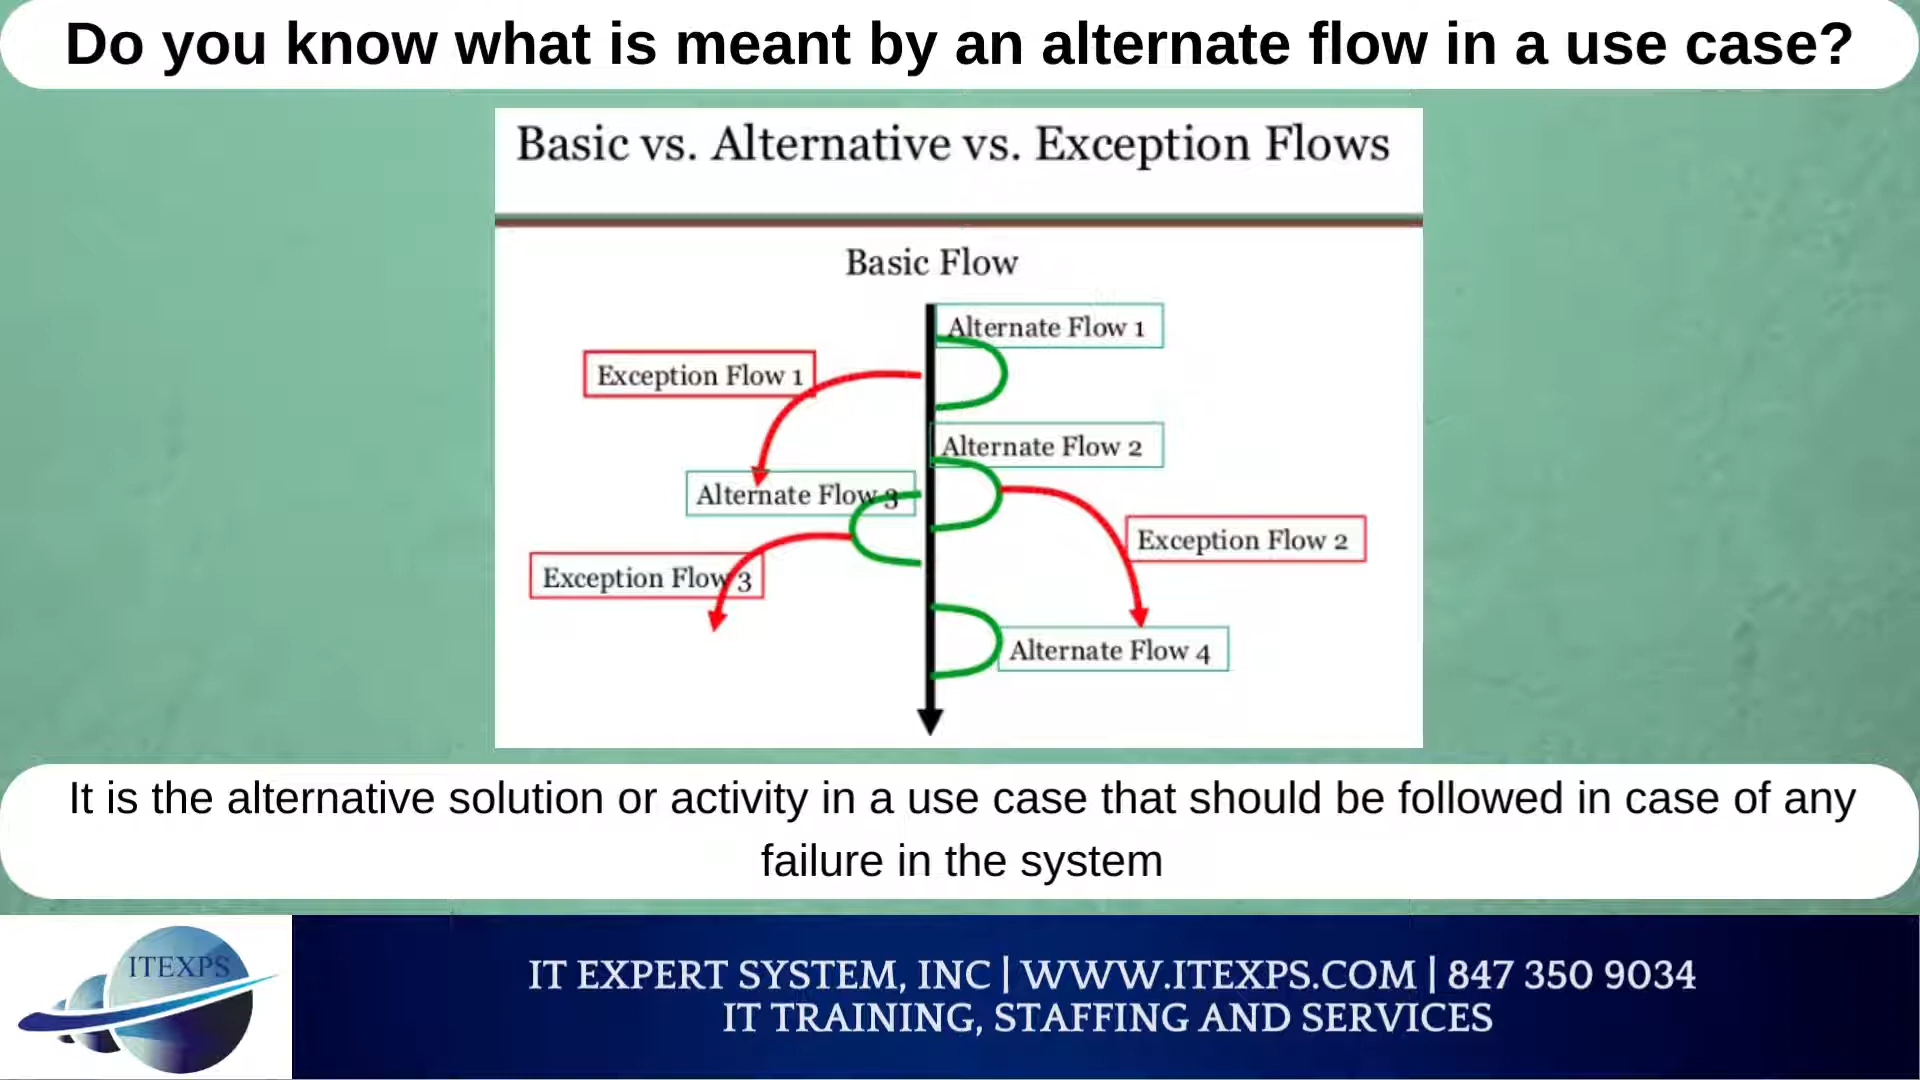 Do you know what is meant by an alternate flow in a use case?
Basic vs. Alternative vs. Exception Flows
Basic Flow
Alternate Flow 1
Exception Flow 1
Alternate Flow 2
Alternate Flow 3
Exception Flow 2
Exception Flow 3
Alternate Flow 4
It is the alternative solution or activity in a use case that should be followed in case of any
failure in the system
ITEXPS
IT EXPERT SYSTEM, INC | WWW.ITEXPS.COM | 847 350 9034
IT TRAINING, STAFFING AND SERVICES